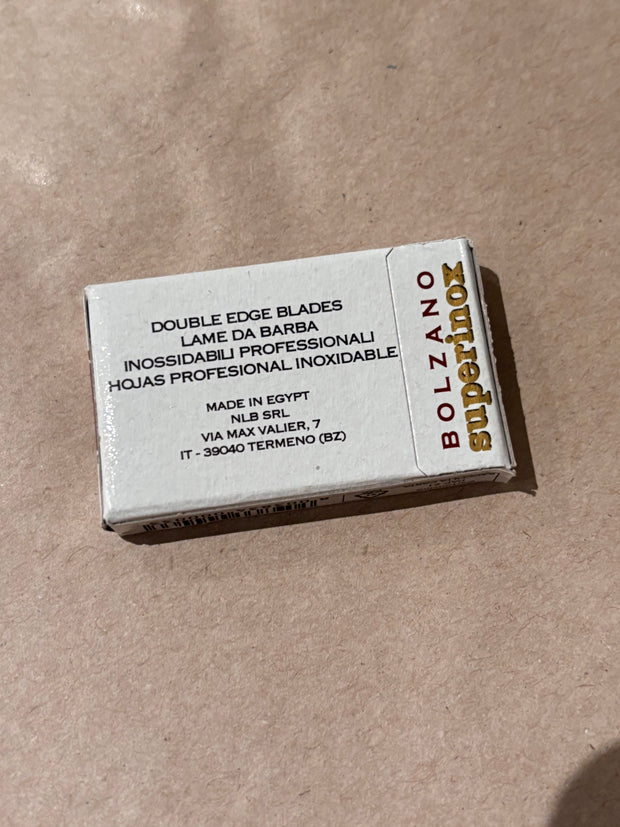 DOUBLE EDGE BLADES
LAME DA BARBA
INOSSIDABILI PROFESSIONALI
HOJAS PROFESIONAL INOXIDABLE
MADE IN EGYPT
NLB SRL
VIA MAX VALIER, 7
IT - 39040 TERMENO (BZ)
BOLZANO
superinox